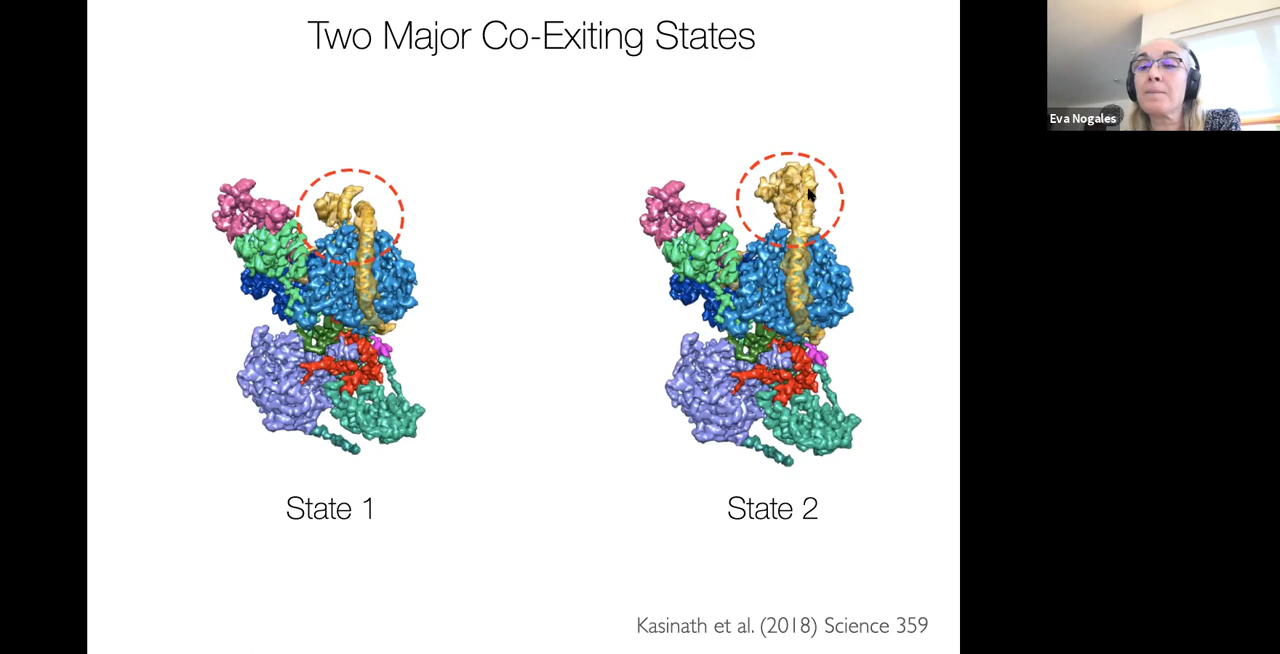 Two Major Co-Exiting States
Eva Nogales
State 1
State 2
Kasinath et al. (2018) Science 359